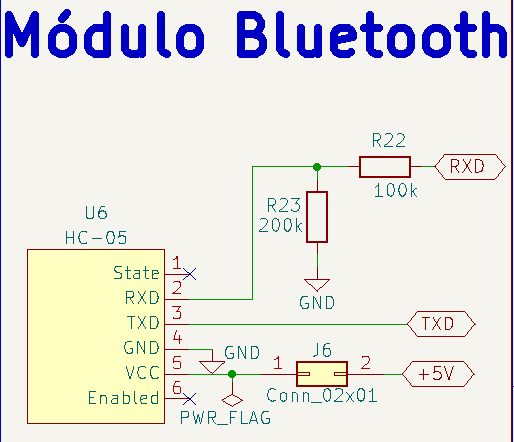 Módulo Bluetooth
R22
RXD
100k
R23
200k
U6
HC-05
GND
State 1
RXD 2
TXD 3
TXD
GND 4
GND
VCC 5
J6
1 2
+5V
Enabled 6
Conn_02x01
PWR_FLAG